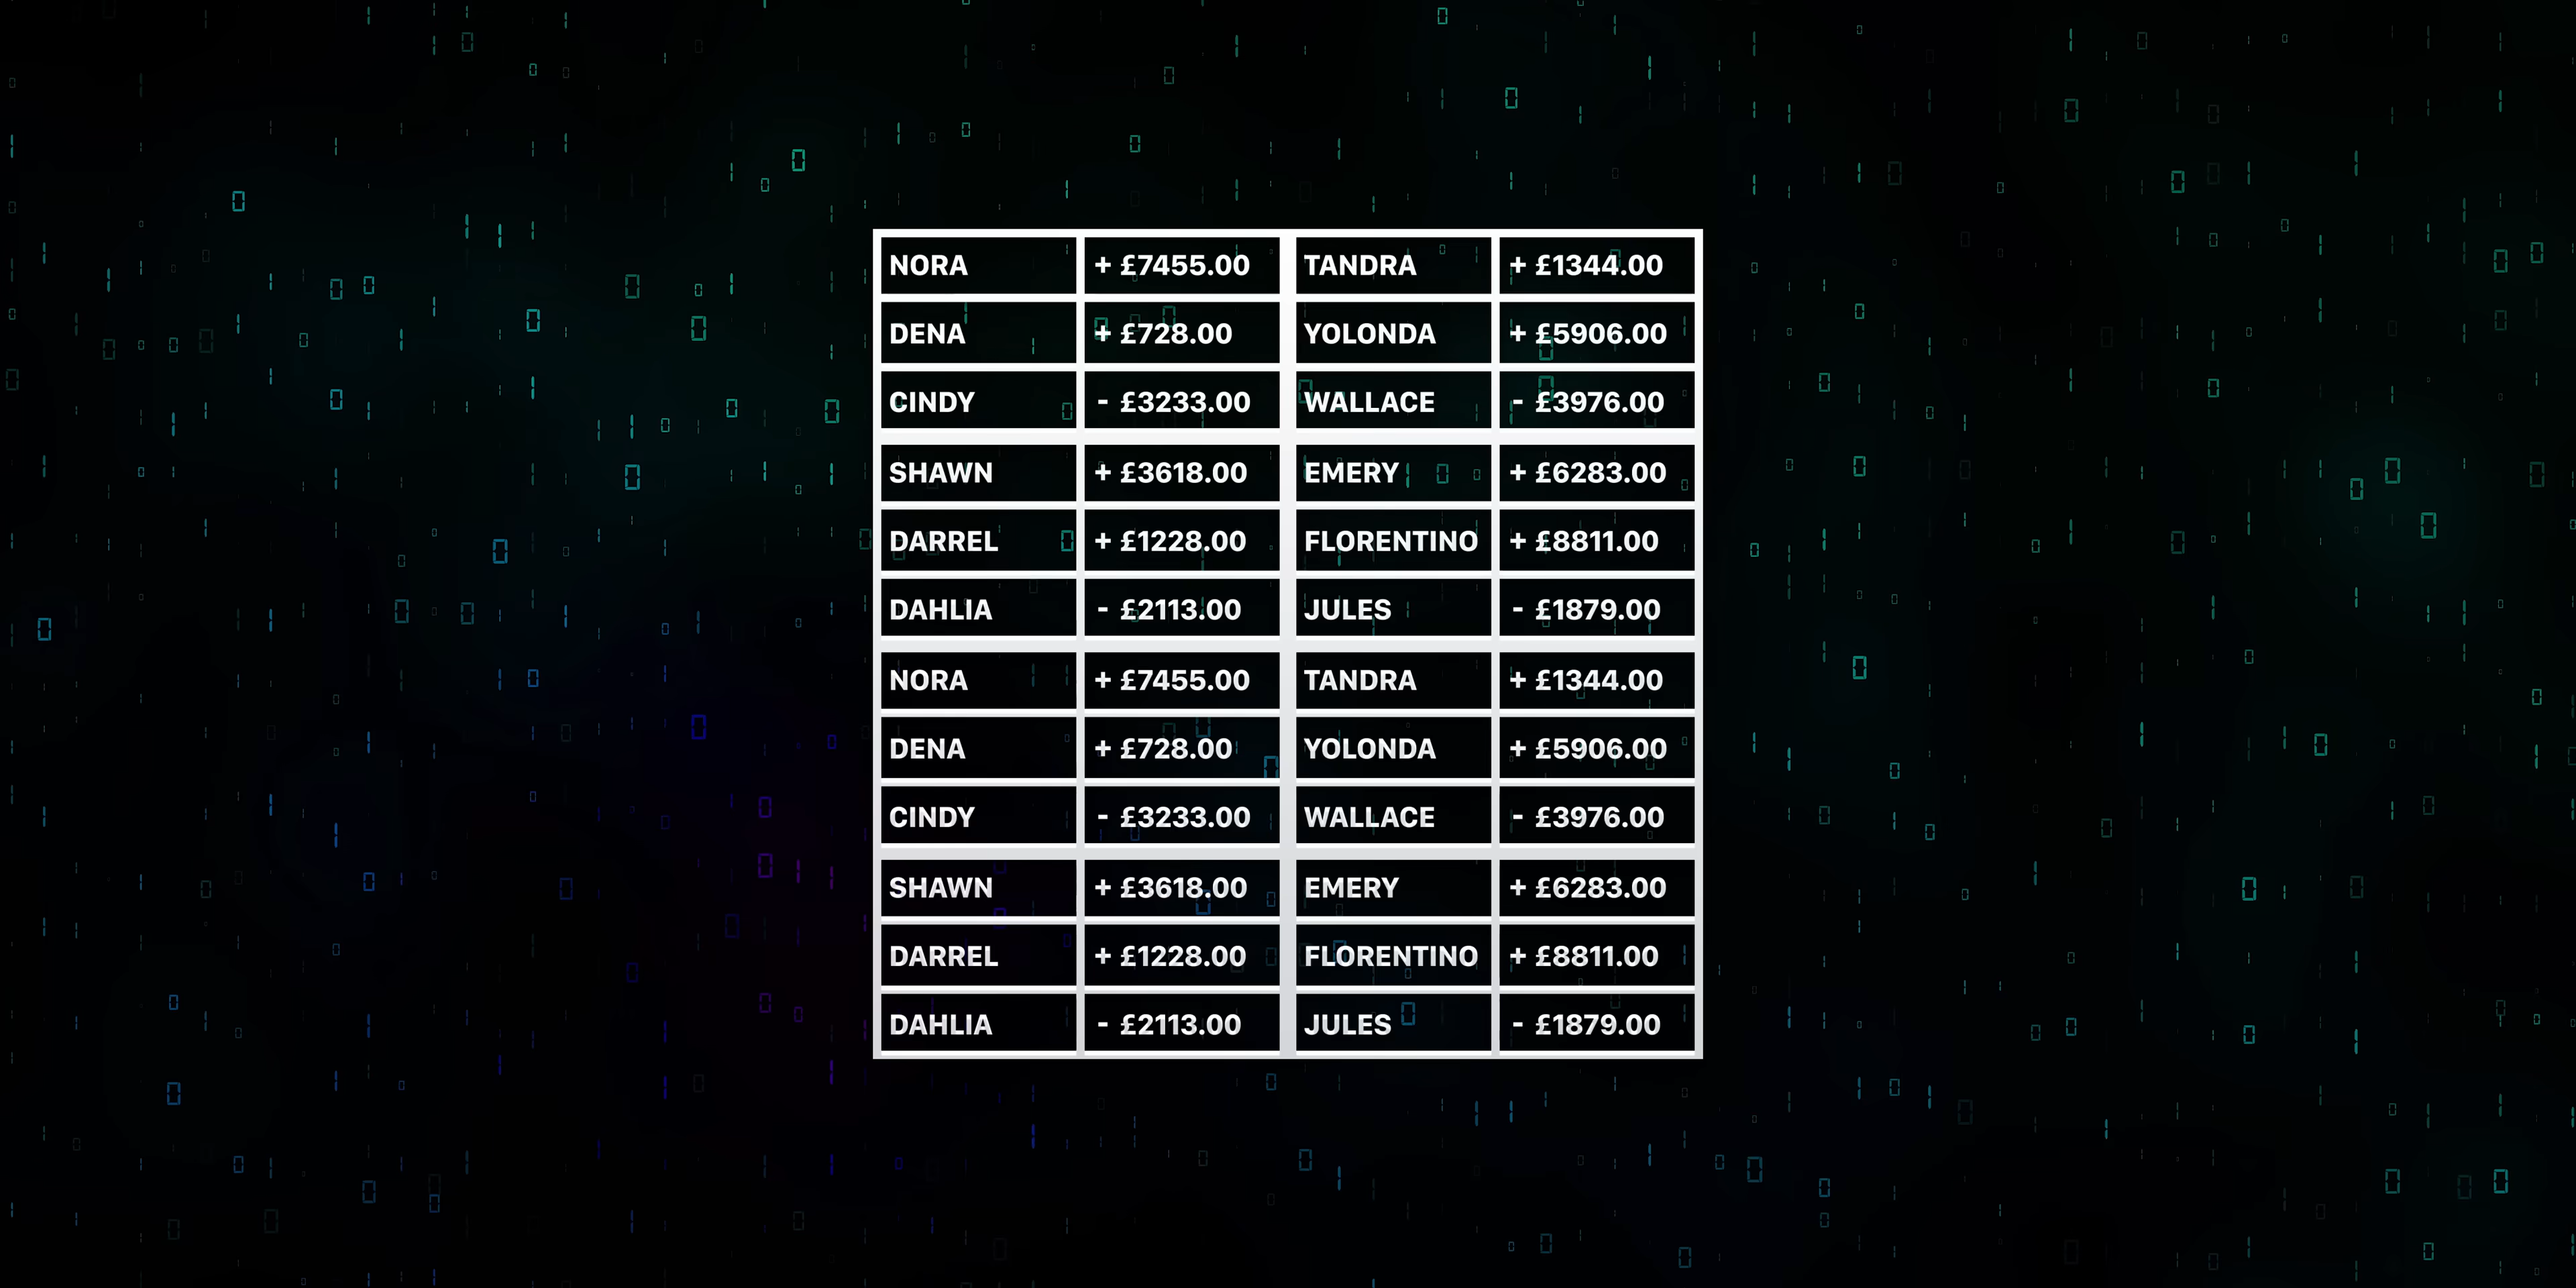 NORA + £7455.00 TANDRA + £1344.00
DENA + £728.00 YOLONDA + £5906.00
CINDY - £3233.00 WALLACE - £3976.00
SHAWN + £3618.00 EMERY + £6283.00
DARREL + £1228.00 FLORENTINO + £8811.00
DAHLIA - £2113.00 JULES - £1879.00
NORA + £7455.00 TANDRA + £1344.00
DENA + £728.00 YOLONDA + £5906.00
CINDY - £3233.00 WALLACE - £3976.00
SHAWN + £3618.00 EMERY + £6283.00
DARREL + £1228.00 FLORENTINO + £8811.00
DAHLIA - £2113.00 JULES - £1879.00